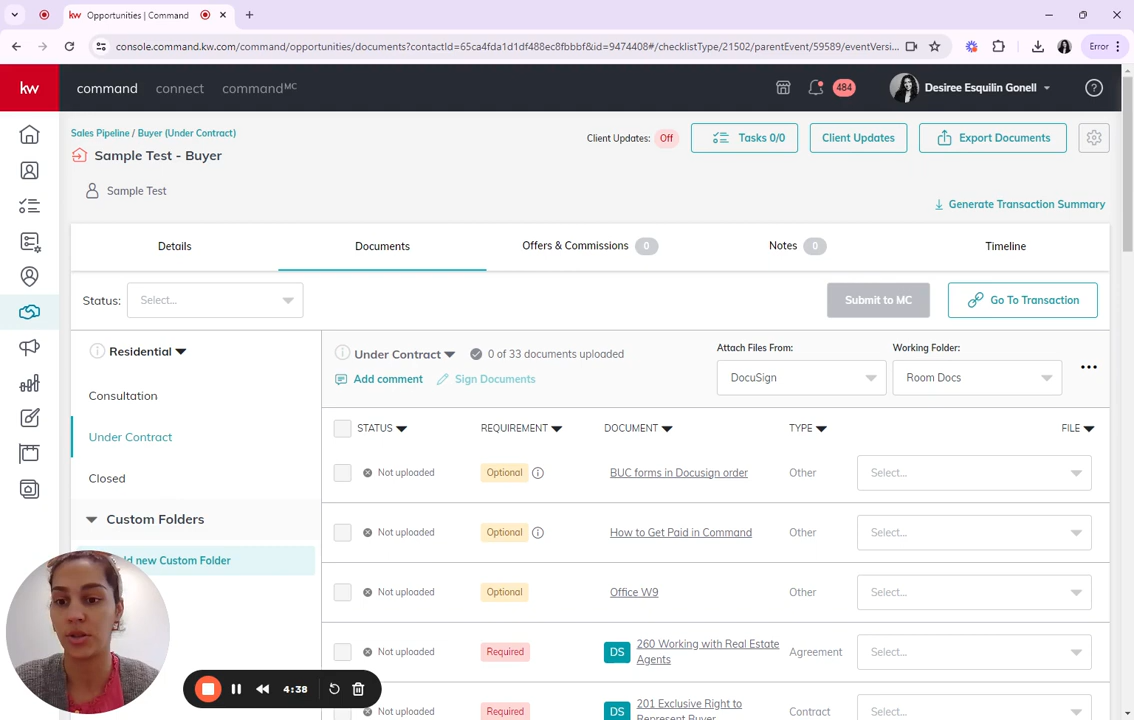 kw Opportunities | Command
console.command.kw.com/command/opportunities/documents?contactId=65ca4fda1d1df488ec8fbbbf&id=9474408#/checklistType/21502/parentEvent/59589/eventVersi...
Error
kw command connect commandMC
484 Desiree Esquilin Gonell
Sales Pipeline / Buyer (Under Contract)
Client Updates: Off Tasks 0/0 Client Updates Export Documents
Sample Test - Buyer
Sample Test
Generate Transaction Summary
Details Documents Offers & Commissions 0 Notes 0 Timeline
Status: Select... Submit to MC Go To Transaction
Residential
Consultation
Under Contract
Closed
Custom Folders
d new Custom Folder
Under Contract 0 of 33 documents uploaded
Add comment Sign Documents
Attach Files From: Working Folder:
DocuSign Room Docs
STATUS REQUIREMENT DOCUMENT TYPE FILE
Not uploaded Optional BUC forms in Docusign order Other Select...
Not uploaded Optional How to Get Paid in Command Other Select...
Not uploaded Optional Office W9 Other Select...
Not uploaded Required DS 260 Working with Real Estate Agreement Select...
Agents
Not uploaded Required DS 201 Exclusive Right to Contract Select...
Represent Buyer
4:38